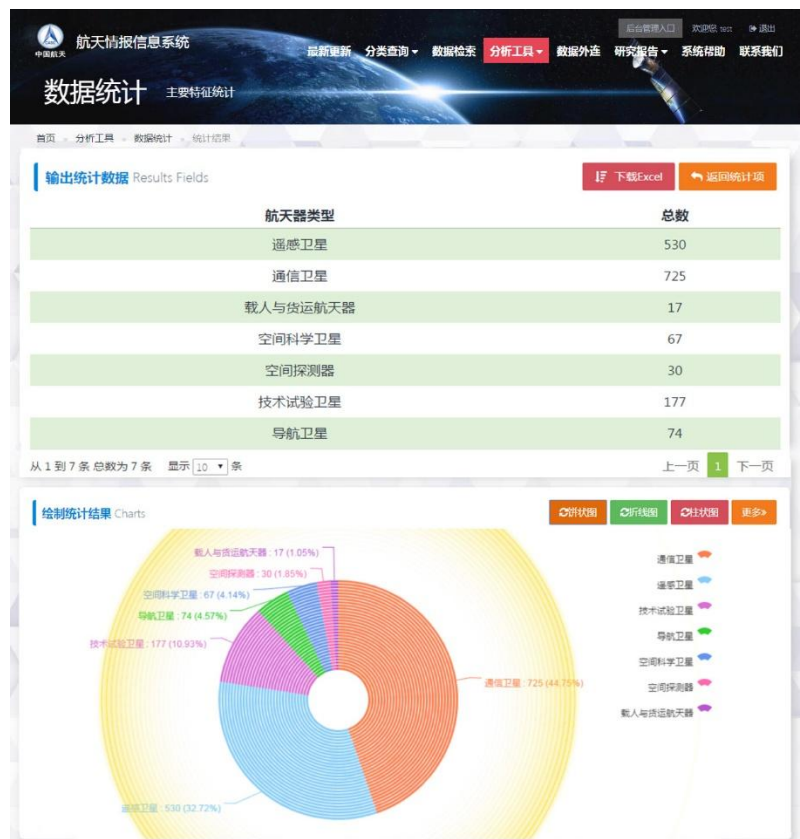 后台管理入口 欢迎您, test 退出
中国航天 航天情报信息系统
最新更新 分类查询 数据检索 分析工具 数据外连 研究报告 系统帮助 联系我们
数据统计 主要特征统计
首页 » 分析工具 » 数据统计 » 统计结果
输出统计数据 Results Fields 下载Excel 返回统计项
航天器类型 总数
遥感卫星 530
通信卫星 725
载人与货运航天器 17
空间科学卫星 67
空间探测器 30
技术试验卫星 177
导航卫星 74
从 1 到 7 条 总数为 7 条 显示 10 条 上一页 1 下一页
绘制统计结果 Charts 饼状图 折线图 柱状图 更多»
载人与货运航天器 : 17 (1.05%)
空间探测器 : 30 (1.85%)
空间科学卫星 : 67 (4.14%)
导航卫星 : 74 (4.57%)
技术试验卫星 : 177 (10.93%)
通信卫星 : 725 (44.75%)
遥感卫星 : 530 (32.72%)
通信卫星
遥感卫星
技术试验卫星
导航卫星
空间科学卫星
空间探测器
载人与货运航天器